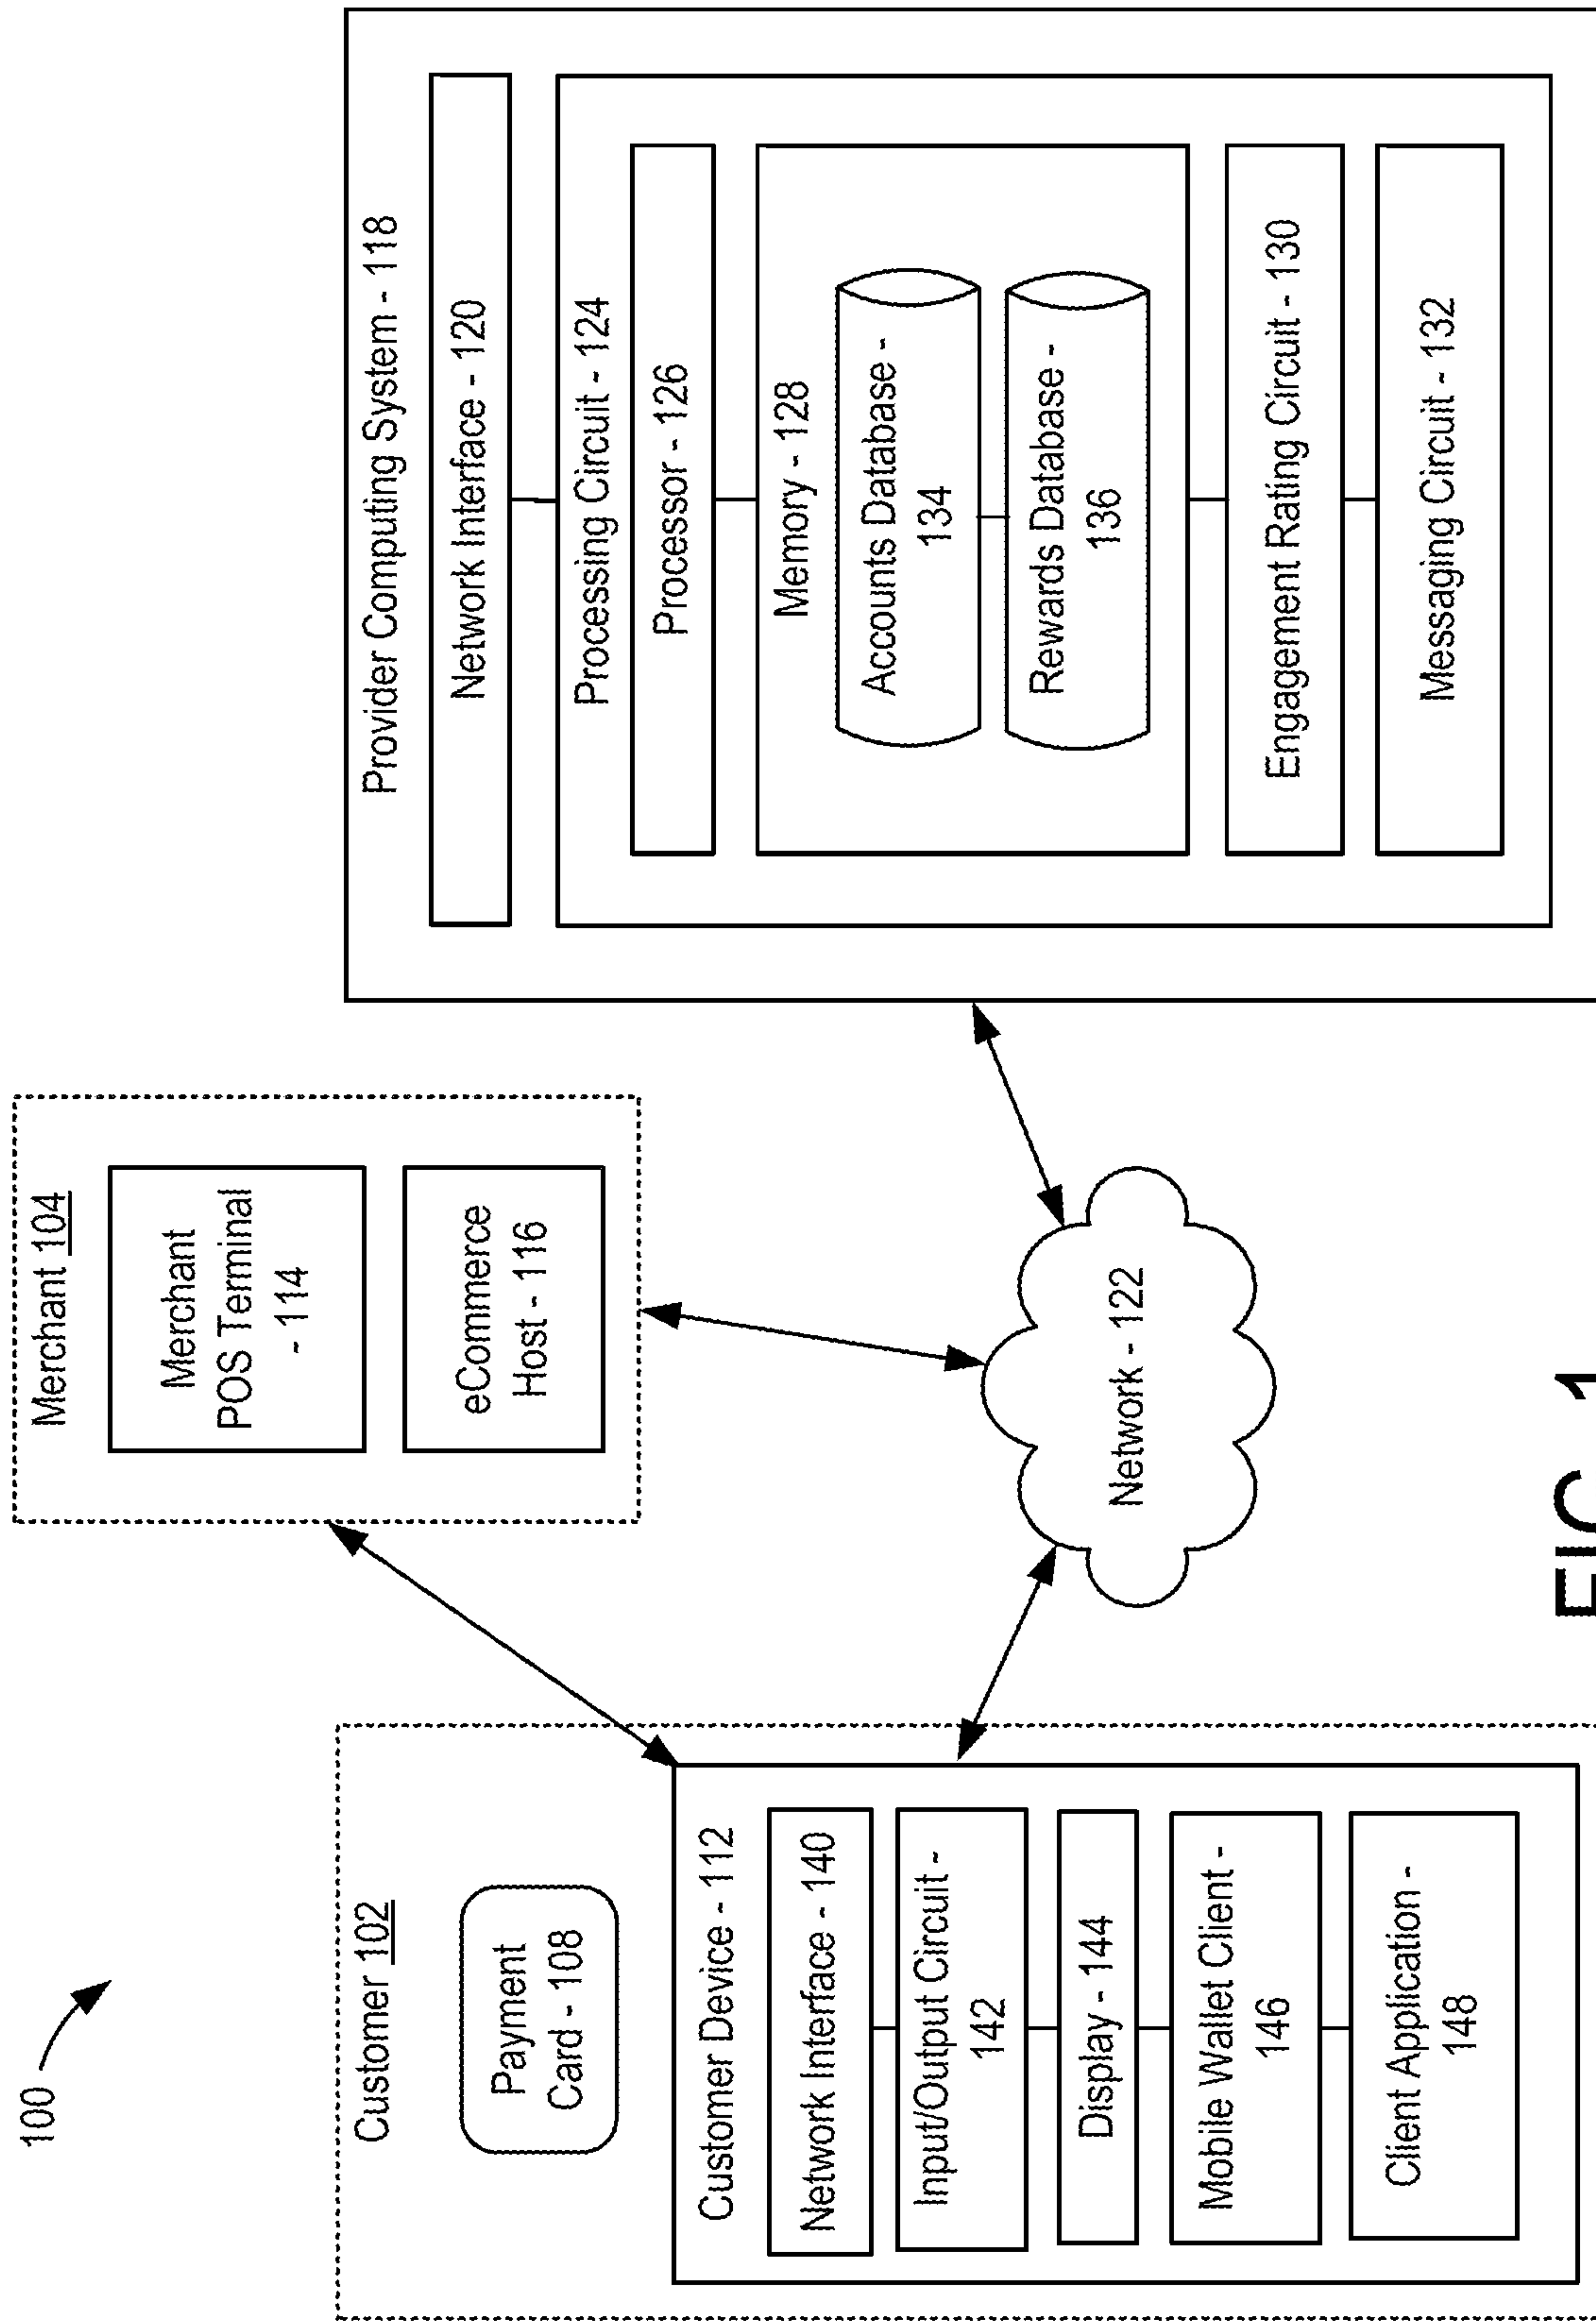 100
Customer 102
Payment
Card - 108
Customer Device - 112
Network Interface - 140
Input/Output Circuit -
142
Display - 144
Mobile Wallet Client -
146
Client Application -
148
Merchant 104
Merchant
POS Terminal
- 114
eCommerce
Host - 116
Network - 122
Provider Computing System - 118
Network Interface - 120
Processing Circuit - 124
Processor - 126
Memory - 128
Accounts Database -
134
Rewards Database -
136
Engagement Rating Circuit - 130
Messaging Circuit - 132
FIG. 1